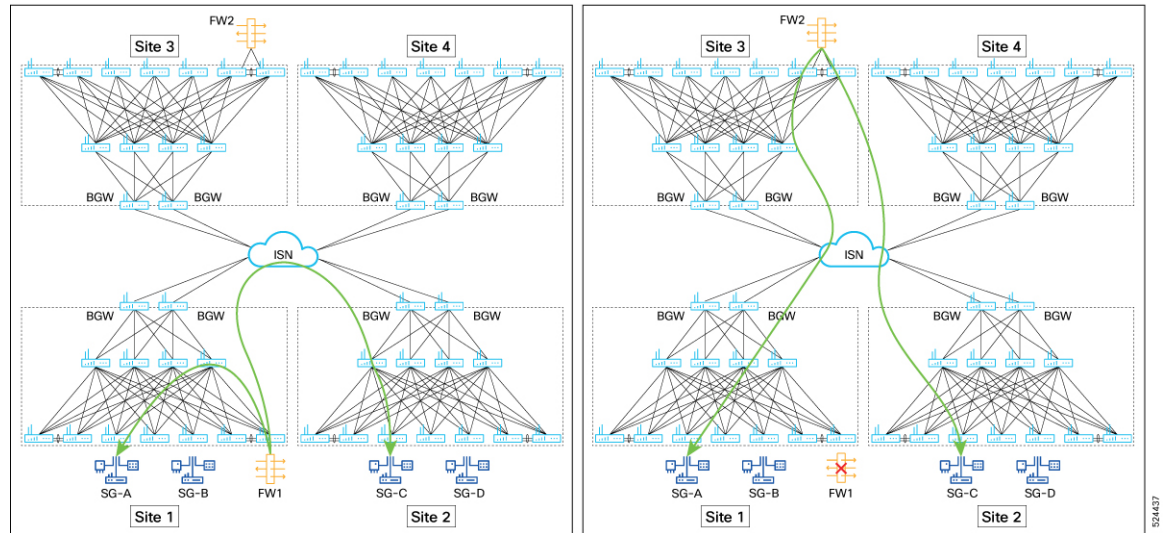 FW2
Site 3
Site 4
BGW
BGW
BGW
BGW
ISN
BGW
BGW
BGW
BGW
SG-A
SG-B
FW1
SG-C
SG-D
Site 1
Site 2
FW2
Site 3
Site 4
BGW
BGW
BGW
BGW
ISN
BGW
BGW
BGW
BGW
SG-A
SG-B
FW1
SG-C
SG-D
Site 1
Site 2
524437